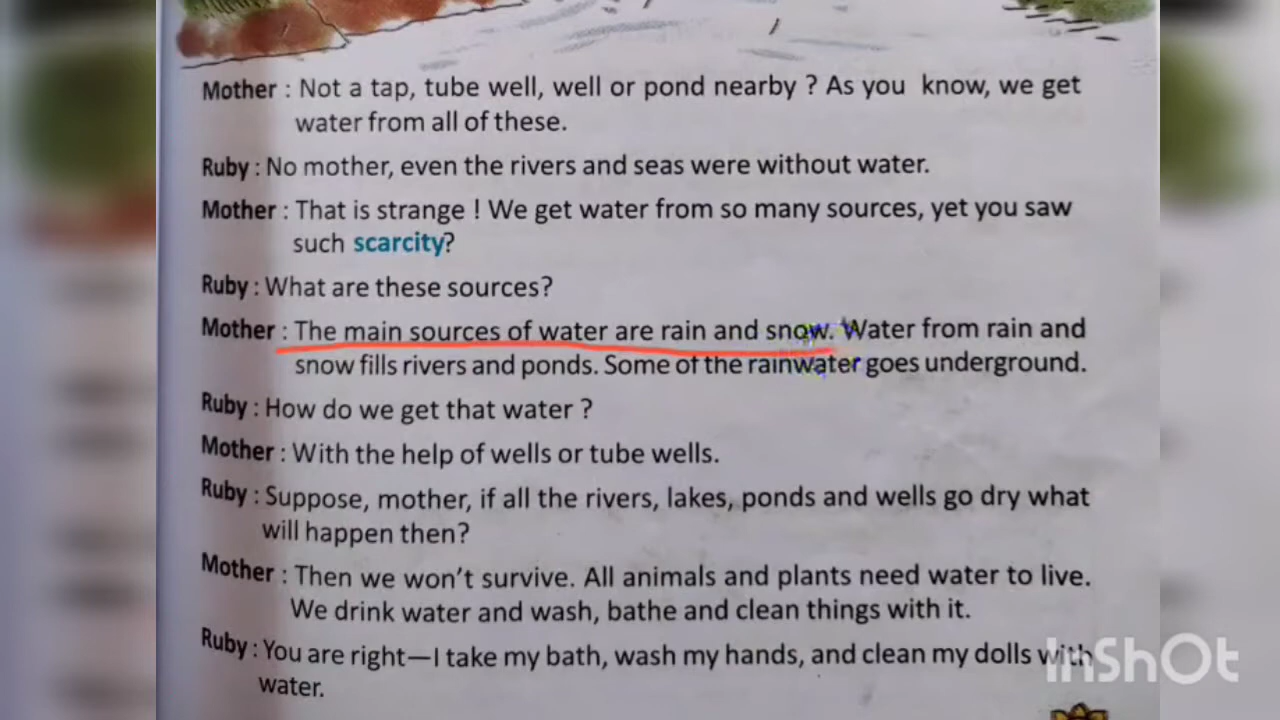 Mother : Not a tap, tube well, well or pond nearby ? As you know, we get
water from all of these.
Ruby : No mother, even the rivers and seas were without water.
Mother : That is strange ! We get water from so many sources, yet you saw
such scarcity?
Ruby : What are these sources?
Mother : The main sources of water are rain and snow. Water from rain and
snow fills rivers and ponds. Some of the rainwater goes underground.
Ruby : How do we get that water ?
Mother : With the help of wells or tube wells.
Ruby : Suppose, mother, if all the rivers, lakes, ponds and wells go dry what
will happen then?
Mother : Then we won't survive. All animals and plants need water to live.
We drink water and wash, bathe and clean things with it.
Ruby : You are right—I take my bath, wash my hands, and clean my dolls with
water.
InShOt